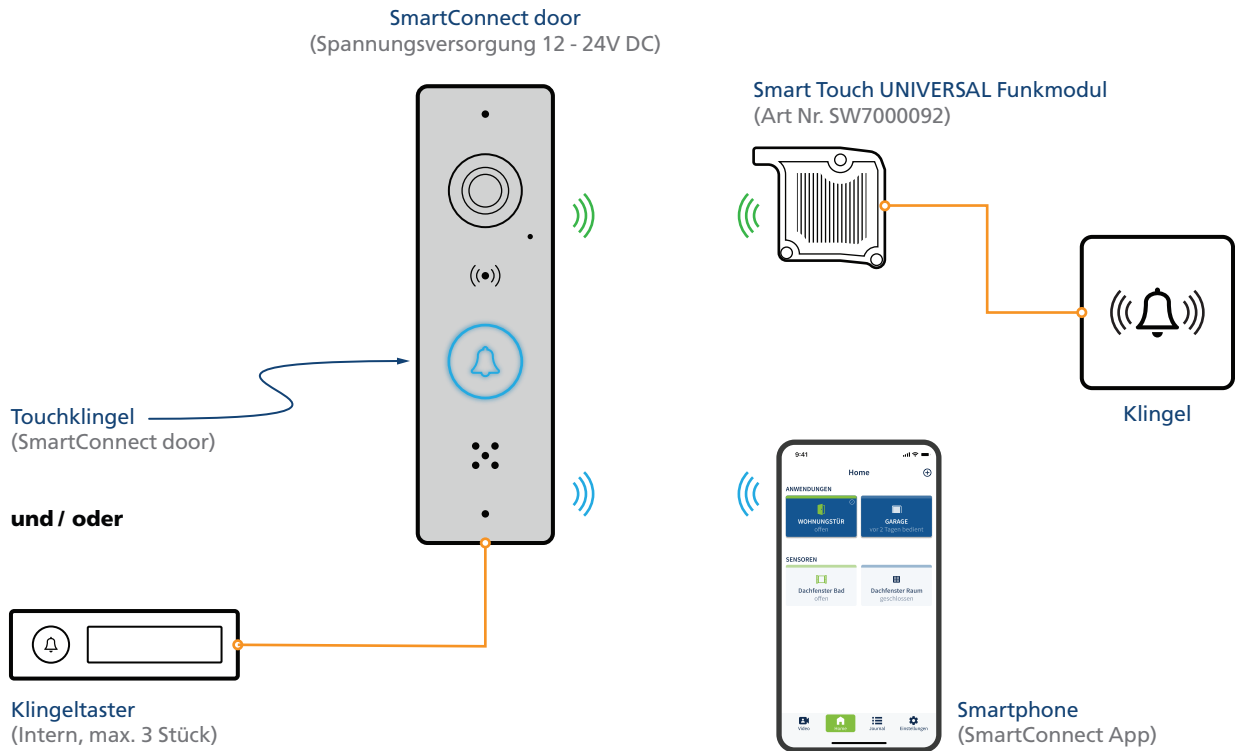 SmartConnect door
(Spannungsversorgung 12 - 24V DC)
Smart Touch UNIVERSAL Funkmodul
(Art Nr. SW7000092)
Klingel
Touchklingel
(SmartConnect door)
und / oder
Klingeltaster
(Intern, max. 3 Stück)
9:41
Home
ANWENDUNGEN
WOHNUNGSTÜR
offen
GARAGE
vor 2 Tagen bedient
SENSOREN
Dachfenster Bad
offen
Dachfenster Raum
geschlossen
Video
Home
Journal
Einstellungen
Smartphone
(SmartConnect App)